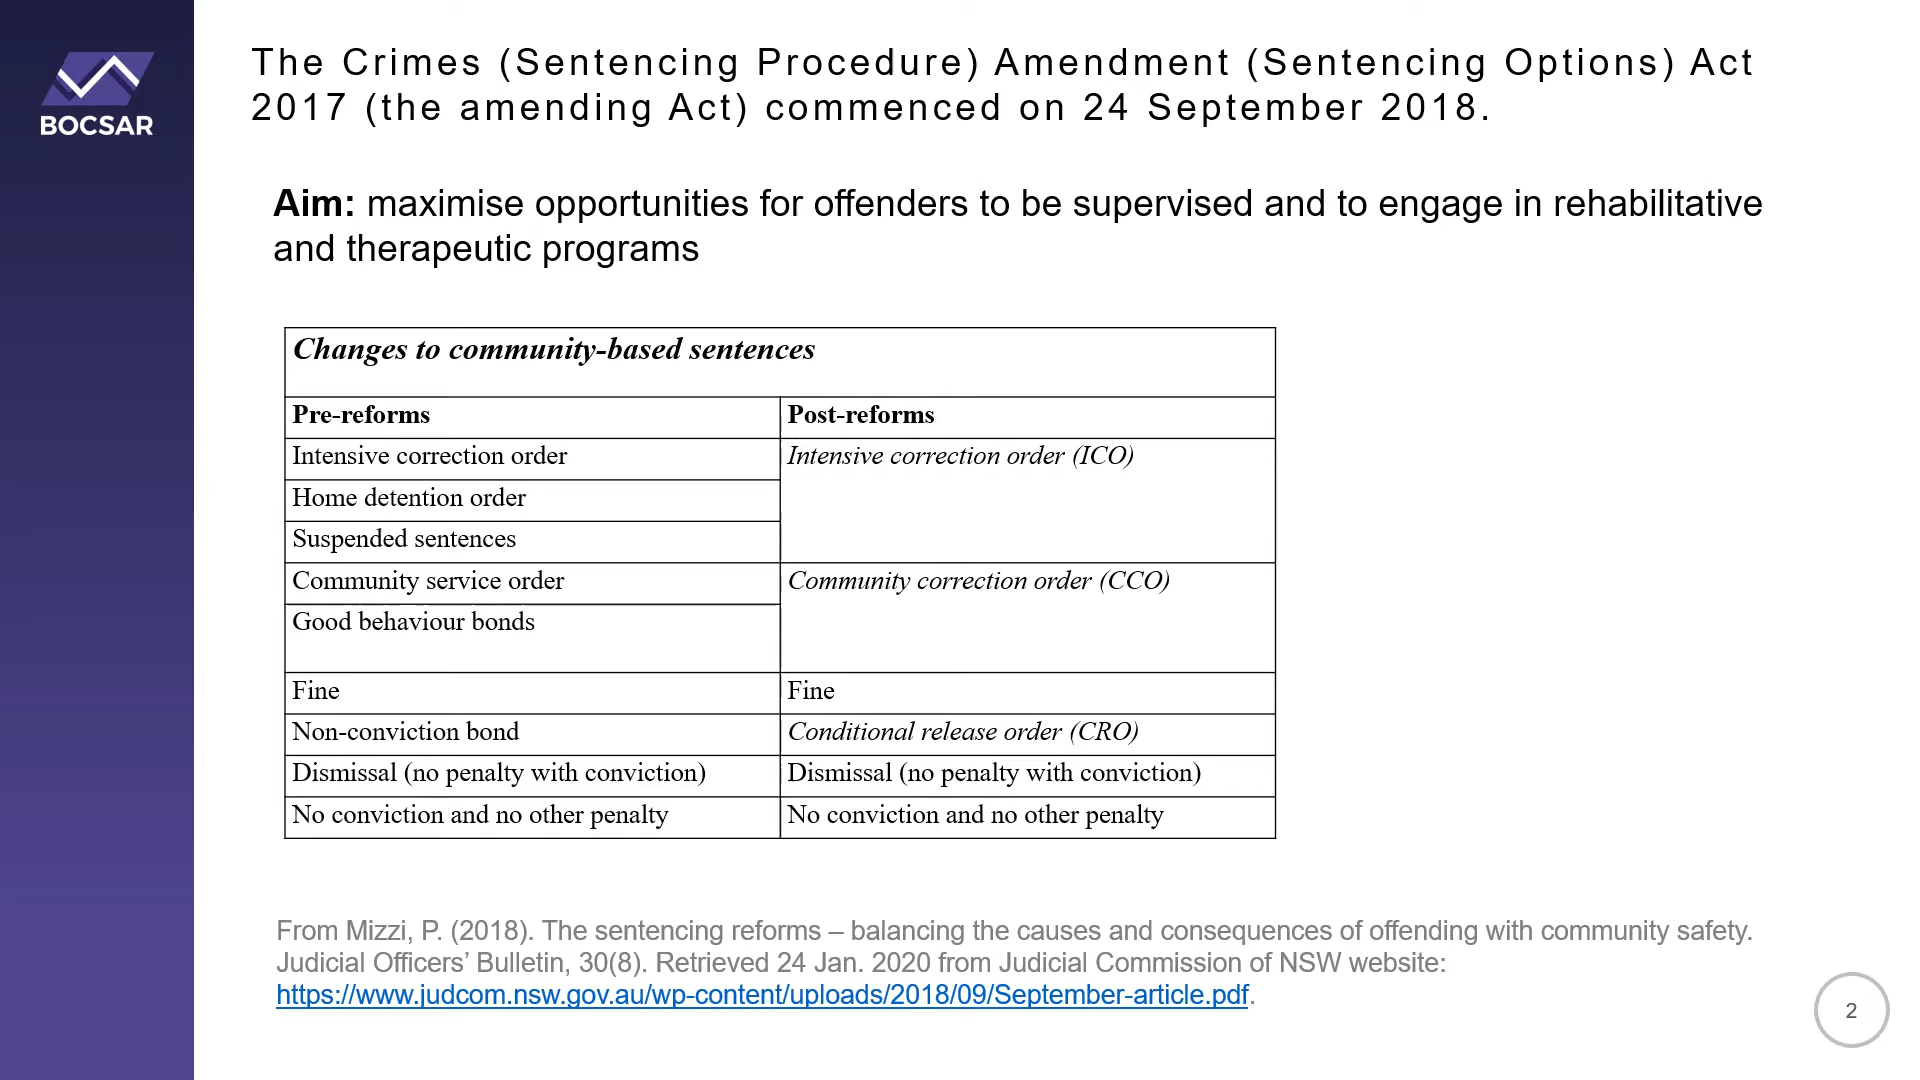 BOCSAR
The Crimes (Sentencing Procedure) Amendment (Sentencing Options) Act
2017 (the amending Act) commenced on 24 September 2018.
Aim: maximise opportunities for offenders to be supervised and to engage in rehabilitative
and therapeutic programs
Changes to community-based sentences
Pre-reforms Post-reforms
Intensive correction order Intensive correction order (ICO)
Home detention order
Suspended sentences
Community service order Community correction order (CCO)
Good behaviour bonds
Fine Fine
Non-conviction bond Conditional release order (CRO)
Dismissal (no penalty with conviction) Dismissal (no penalty with conviction)
No conviction and no other penalty No conviction and no other penalty
From Mizzi, P. (2018). The sentencing reforms – balancing the causes and consequences of offending with community safety.
Judicial Officers’ Bulletin, 30(8). Retrieved 24 Jan. 2020 from Judicial Commission of NSW website:
https://www.judcom.nsw.gov.au/wp-content/uploads/2018/09/September-article.pdf.
2